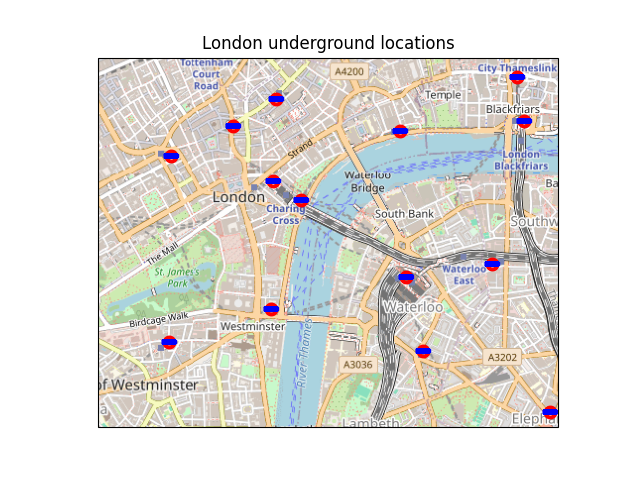 London underground locations
Tottenham
Court
Road
A4200
City Thameslink
Temple
Blackfriars
Strand
London
Blackfriars
Waterloo
Bridge
Ba
London
Charing
Cross
South Bank
Southw
The Mall
St. James's
Park
Waterloo
East
Waterloo
Birdcage Walk
Westminster
River Thames
A3036
A3202
of Westminster
a
Lambeth
Elepha